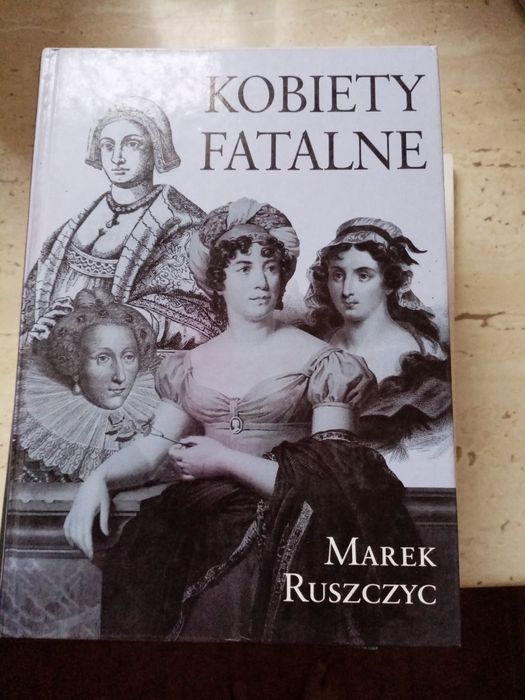 KOBIETY
FATALNE
MAREK
RUSZCZYC